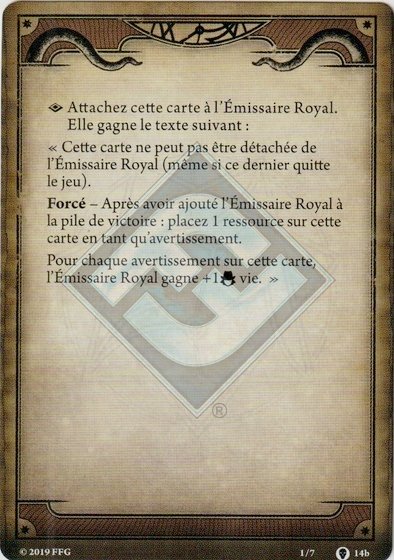 Attachez cette carte à l'Émissaire Royal.
Elle gagne le texte suivant :
« Cette carte ne peut pas être détachée de
l'Émissaire Royal (même si ce dernier quitte
le jeu).
Forcé – Après avoir ajouté l'Émissaire Royal à
la pile de victoire : placez 1 ressource sur cette
carte en tant qu'avertissement.
Pour chaque avertissement sur cette carte,
l'Émissaire Royal gagne +1 vie. »
®
© 2019 FFG
1/7
14b